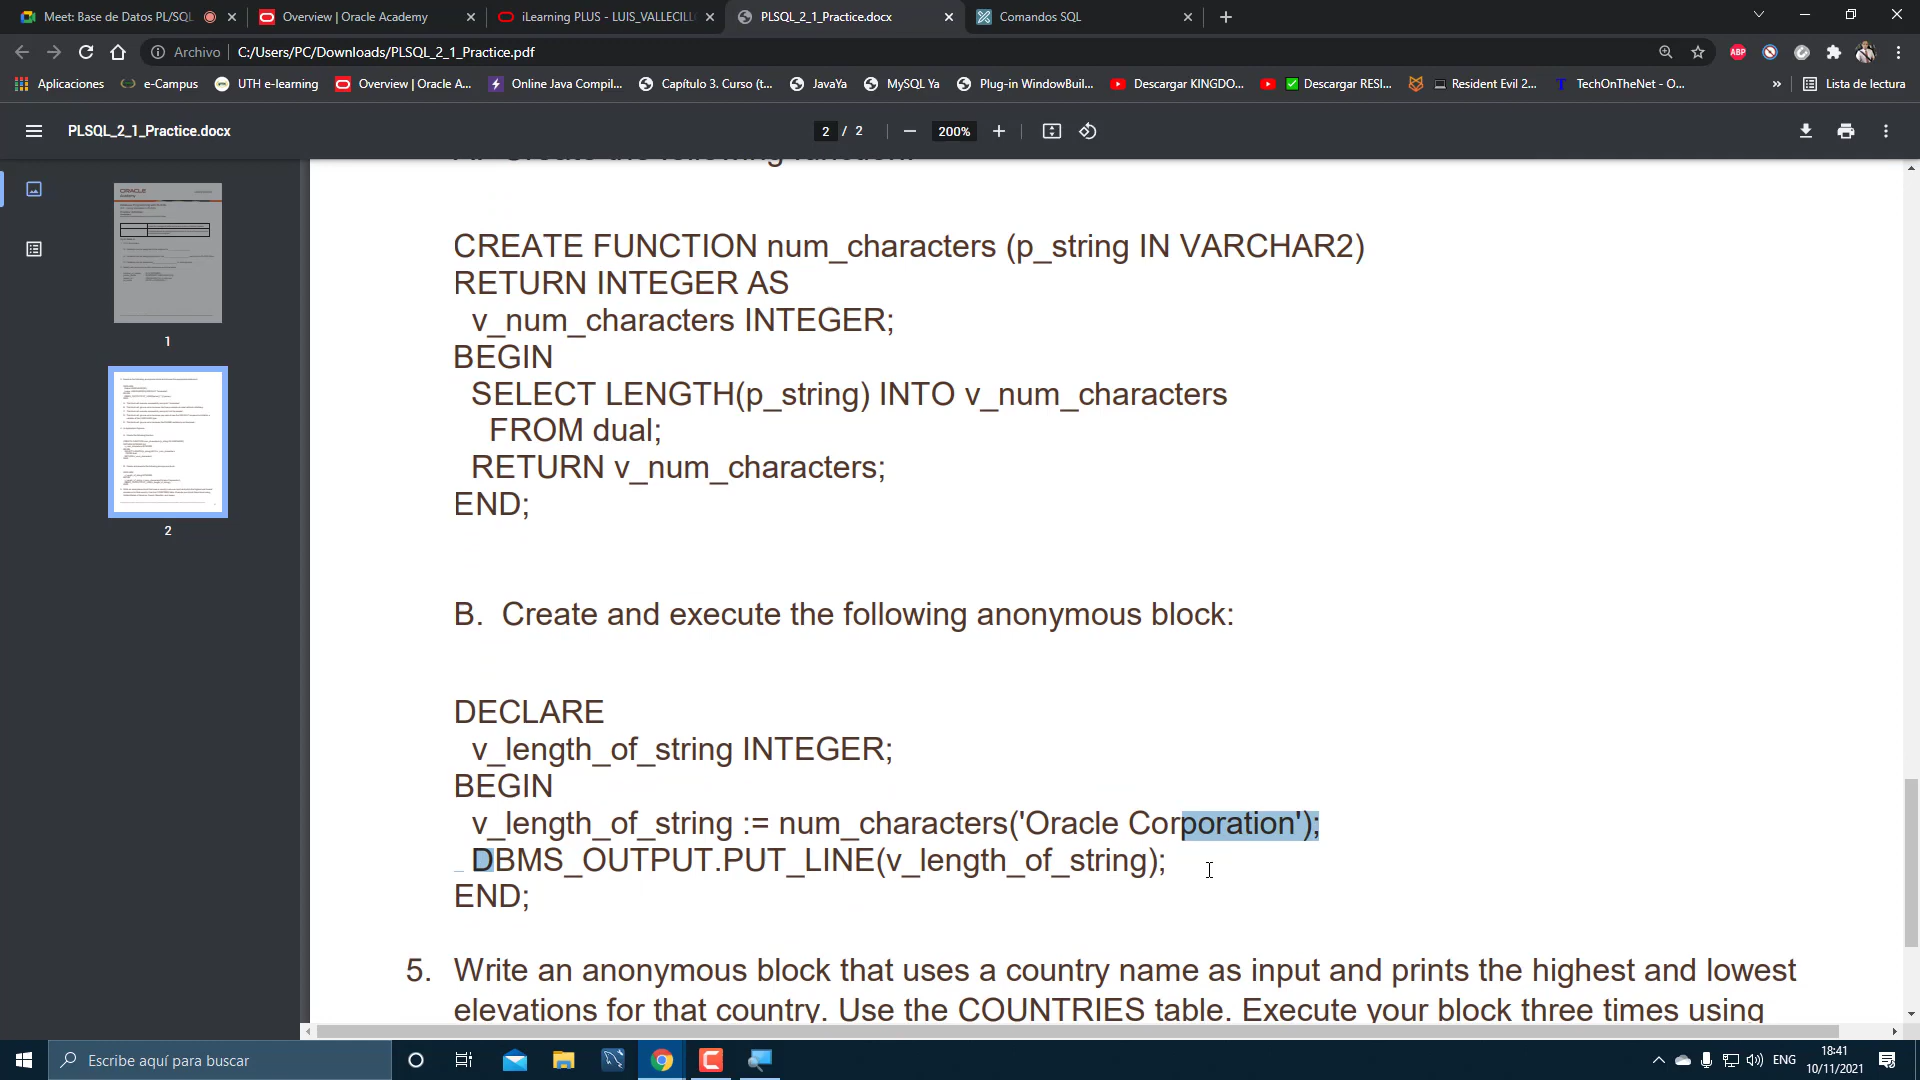 Meet: Base de Datos PL/SQL
Overview | Oracle Academy
iLearning PLUS - LUIS_VALLECILL
PLSQL_2_1_Practice.docx
Comandos SQL
Archivo
C:/Users/PC/Downloads/PLSQL_2_1_Practice.pdf
ABP
Aplicaciones
e-Campus
UTH e-learning
Overview | Oracle A...
Online Java Compil...
Capítulo 3. Curso (t...
JavaYa
MySQL Ya
Plug-in WindowBuil...
Descargar KINGDO...
Descargar RESI...
Resident Evil 2...
TechOnTheNet - O...
»
Lista de lectura
PLSQL_2_1_Practice.docx
2 / 2
200%
1
2
CREATE FUNCTION num_characters (p_string IN VARCHAR2)
RETURN INTEGER AS
v_num_characters INTEGER;
BEGIN
SELECT LENGTH(p_string) INTO v_num_characters
FROM dual;
RETURN v_num_characters;
END;
B. Create and execute the following anonymous block:
DECLARE
v_length_of_string INTEGER;
BEGIN
v_length_of_string := num_characters('Oracle Corporation');
DBMS_OUTPUT.PUT_LINE(v_length_of_string);
END;
5. Write an anonymous block that uses a country name as input and prints the highest and lowest
elevations for that country. Use the COUNTRIES table. Execute your block three times using
Escribe aquí para buscar
ENG
18:41
10/11/2021